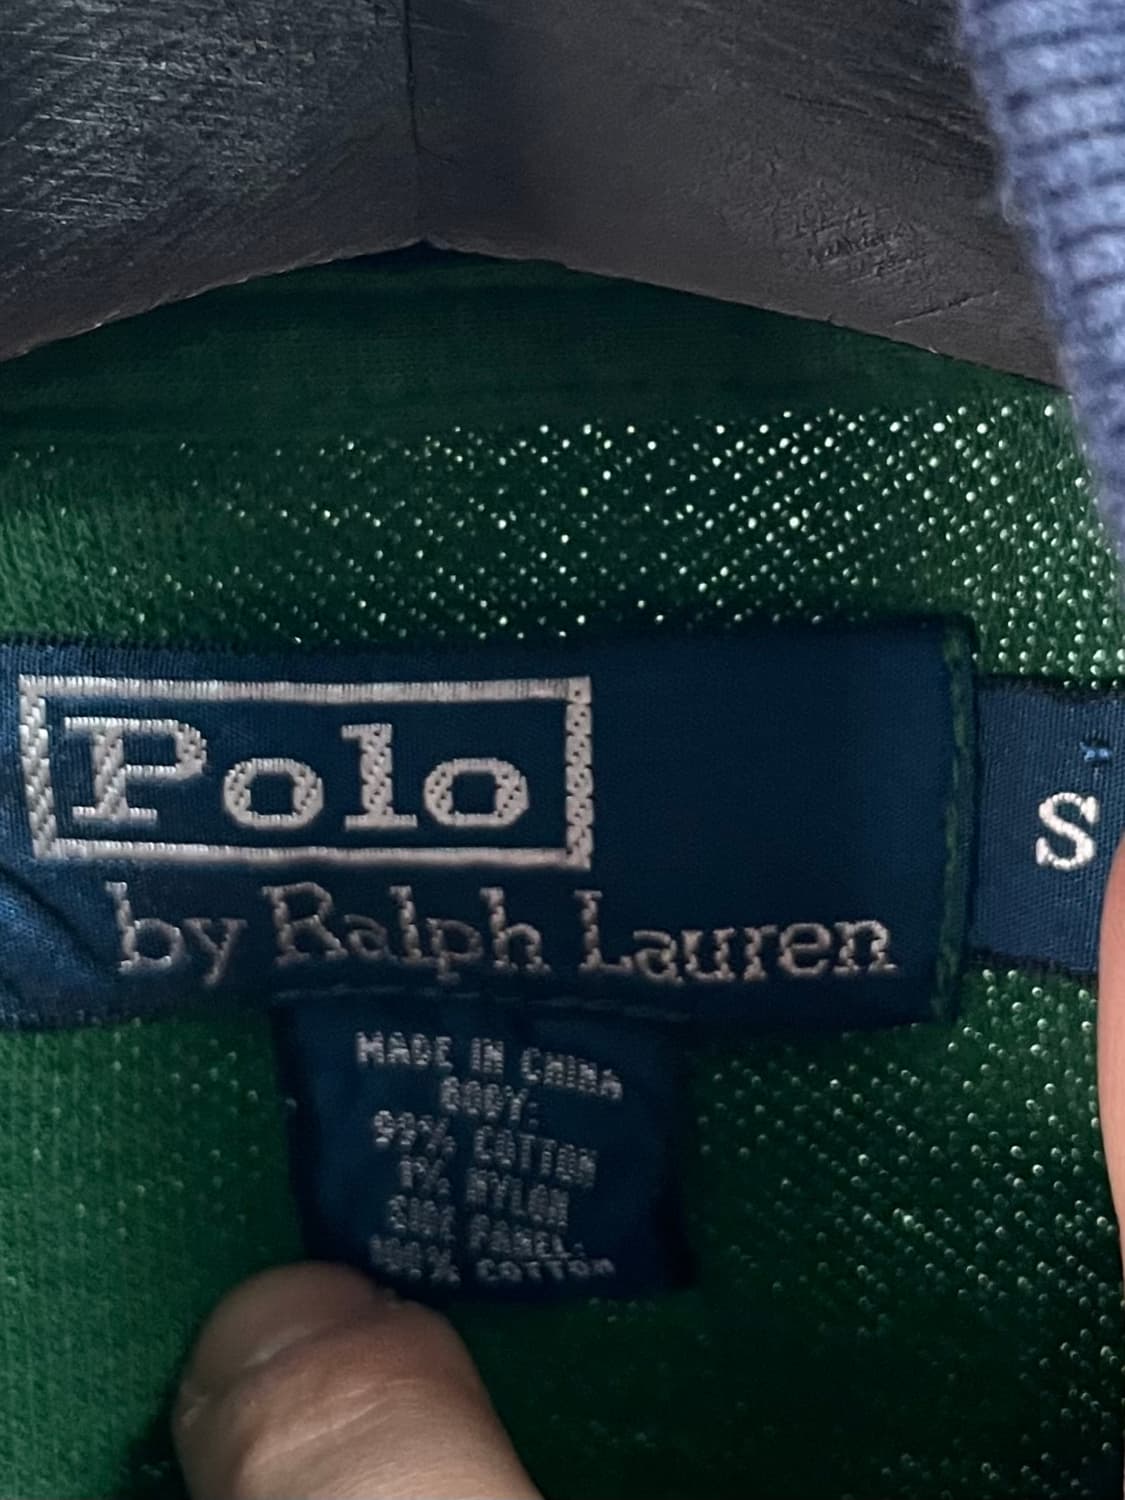 Polo
by Ralph Lauren
S
MADE IN CHINA
BODY:
99% COTTON
1% NYLON
SIDE PANEL:
100% COTTON